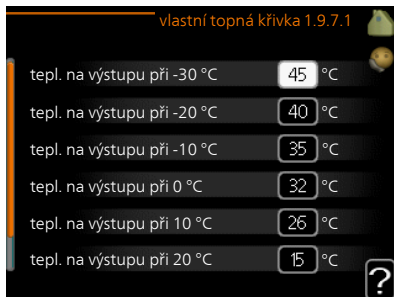 vlastní topná křivka 1.9.7.1
tepl. na výstupu při -30 °C 45 °C
tepl. na výstupu při -20 °C 40 °C
tepl. na výstupu při -10 °C 35 °C
tepl. na výstupu při 0 °C 32 °C
tepl. na výstupu při 10 °C 26 °C
tepl. na výstupu při 20 °C 15 °C
?